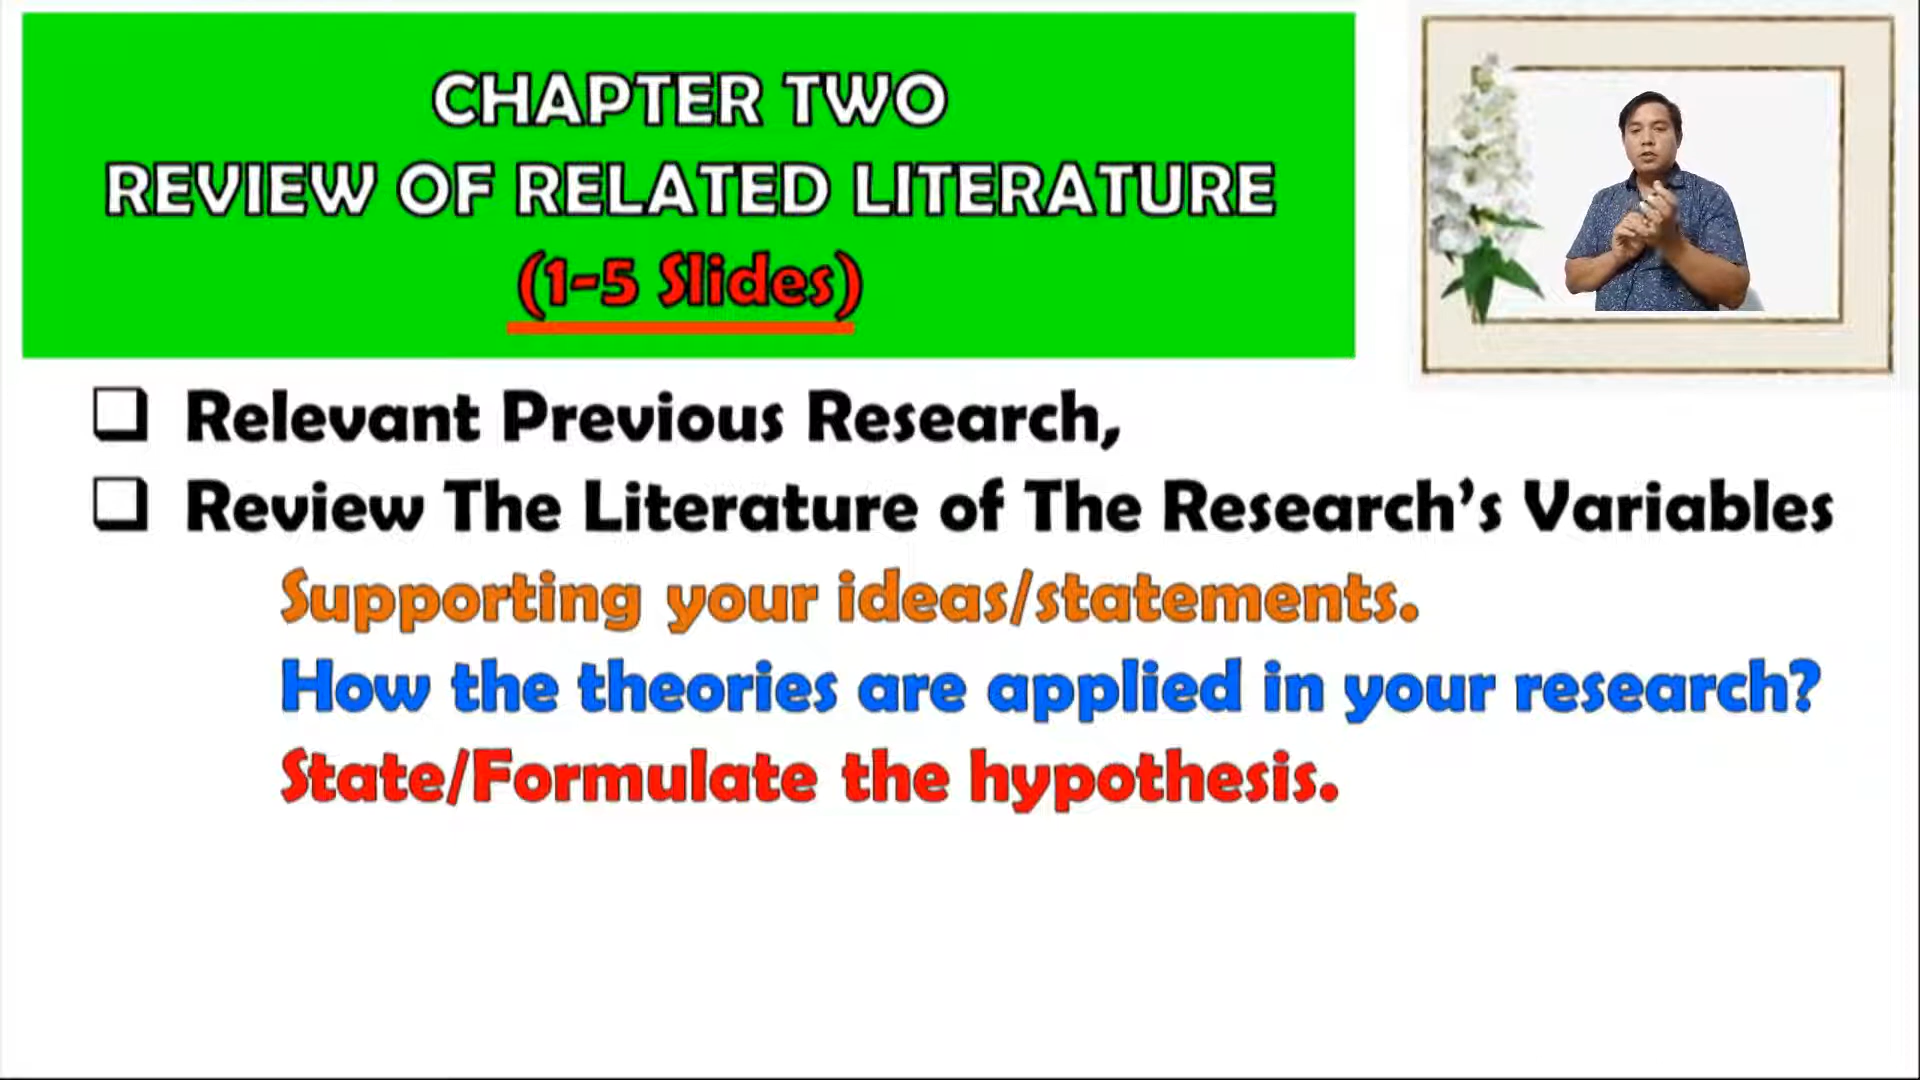 CHAPTER TWO
REVIEW OF RELATED LITERATURE
(1-5 Slides)
Relevant Previous Research,
Review The Literature of The Research's Variables
Supporting your ideas/statements.
How the theories are applied in your research?
State/Formulate the hypothesis.